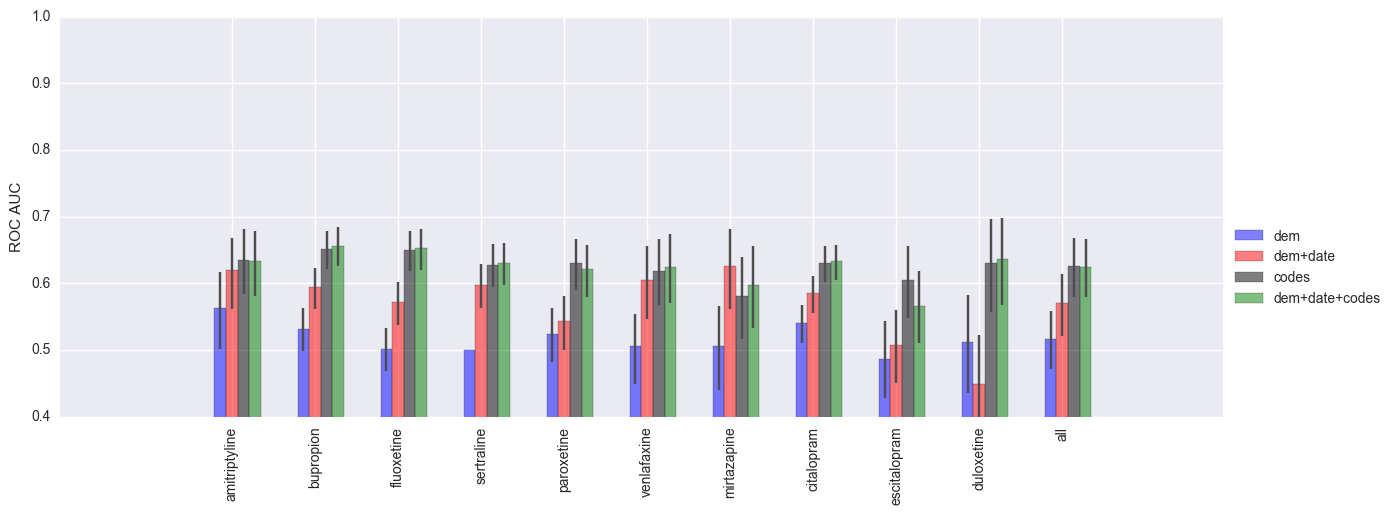 1.0
0.9
0.8
0.7
0.6
0.5
0.4
ROC AUC
amitriptyline
bupropion
fluoxetine
sertraline
paroxetine
venlafaxine
mirtazapine
citalopram
escitalopram
duloxetine
all
dem
dem+date
codes
dem+date+codes